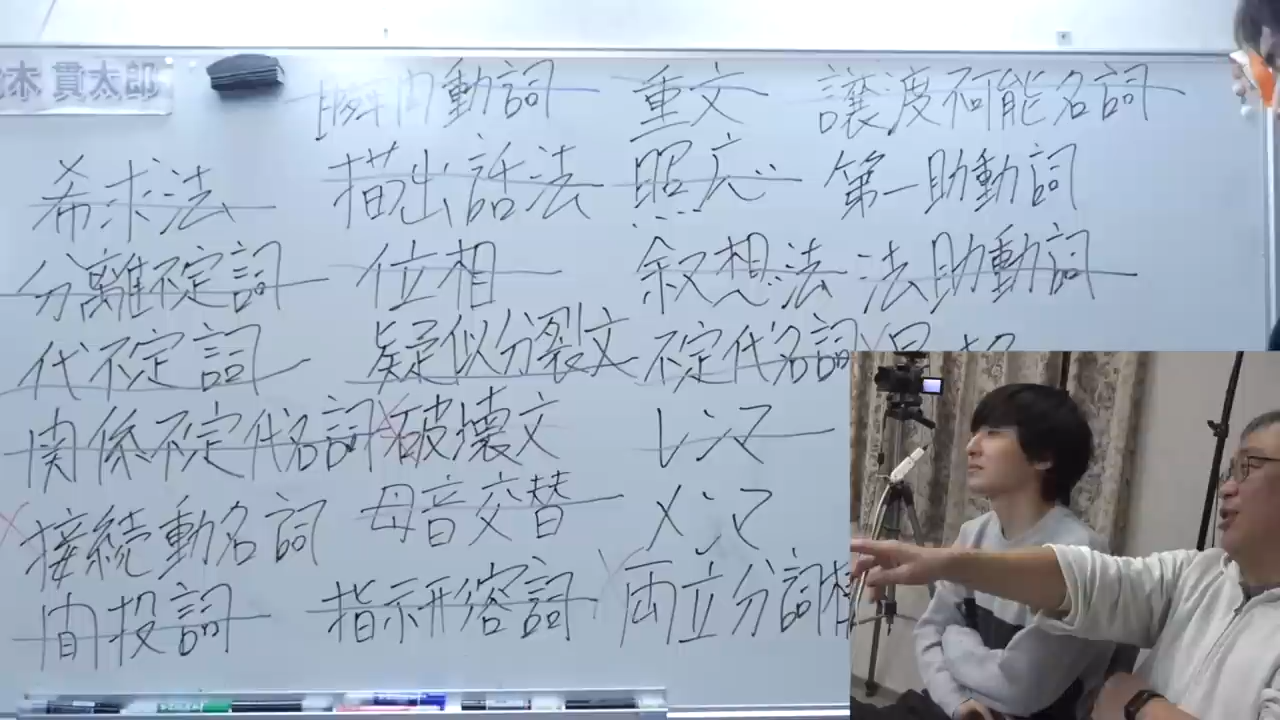 木 貫太郎
瞬間動詞 重文 譲渡不可能名詞
希求法 描出話法 照応 第一助動詞
分離不定詞 位相 叙想法 法助動詞
代不定詞 疑似分裂文 不定代名詞
関係不定代名詞 破壊文 レンマ
接続動名詞 母音交替 メンマ
間投詞 指示形容詞 両立分詞構